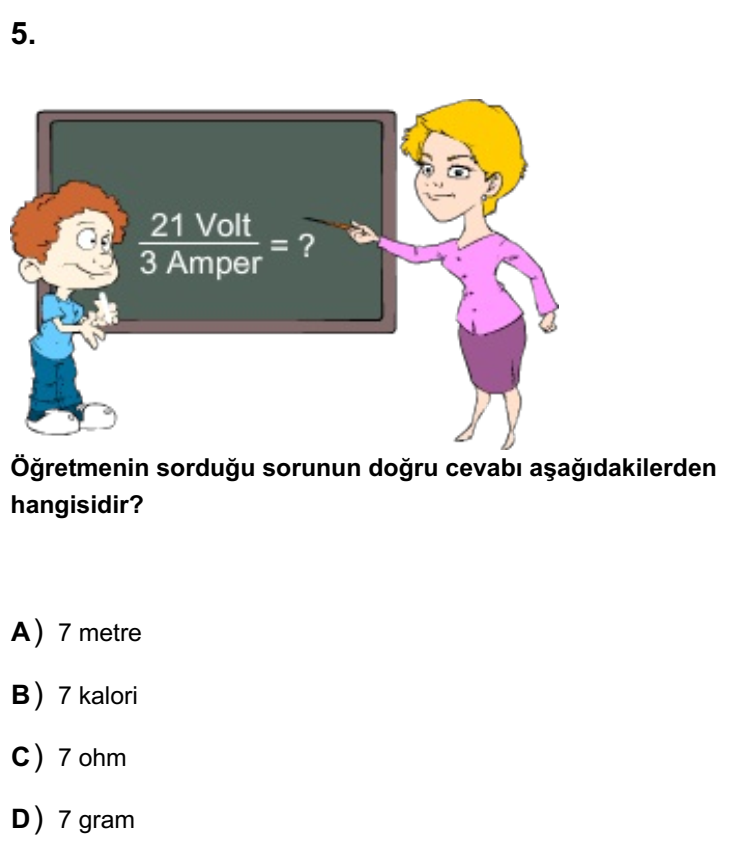 5.
21 Volt
3 Amper = ?
Öğretmenin sorduğu sorunun doğru cevabı aşağıdakilerden
hangisidir?
A) 7 metre
B) 7 kalori
C) 7 ohm
D) 7 gram